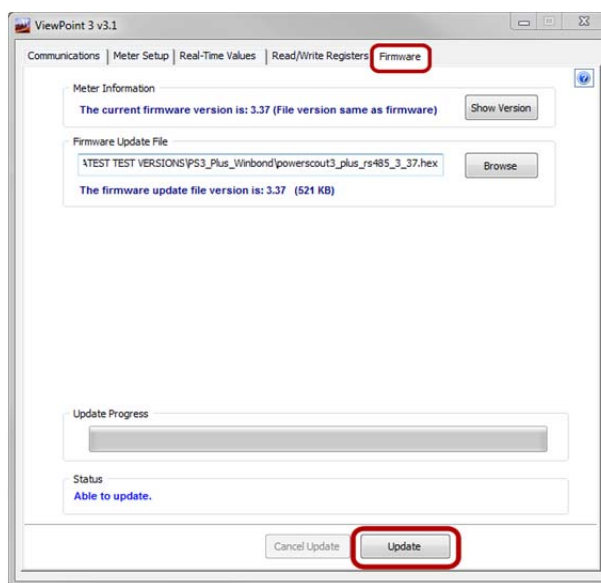 ViewPoint 3 v3.1
Communications Meter Setup Real-Time Values Read/Write Registers Firmware
Meter Information
The current firmware version is: 3.37 (File version same as firmware)
Show Version
Firmware Update File
ATEST TEST VERSIONS\PS3_Plus_Winbond\powerscout3_plus_rs485_3_37.hex
Browse
The firmware update file version is: 3.37 (521 KB)
Update Progress
Status
Able to update.
Cancel Update Update